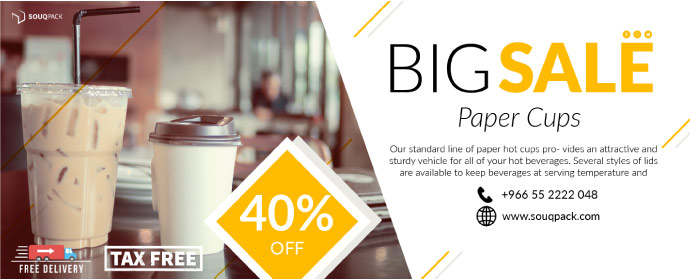 SOUQPACK
BIG SALE
Paper Cups
Our standard line of paper hot cups pro- vides an attractive and
sturdy vehicle for all of your hot beverages. Several styles of lids
are available to keep beverages at serving temperature and
+966 55 2222 048
www.souqpack.com
40%
OFF
FREE DELIVERY
TAX FREE